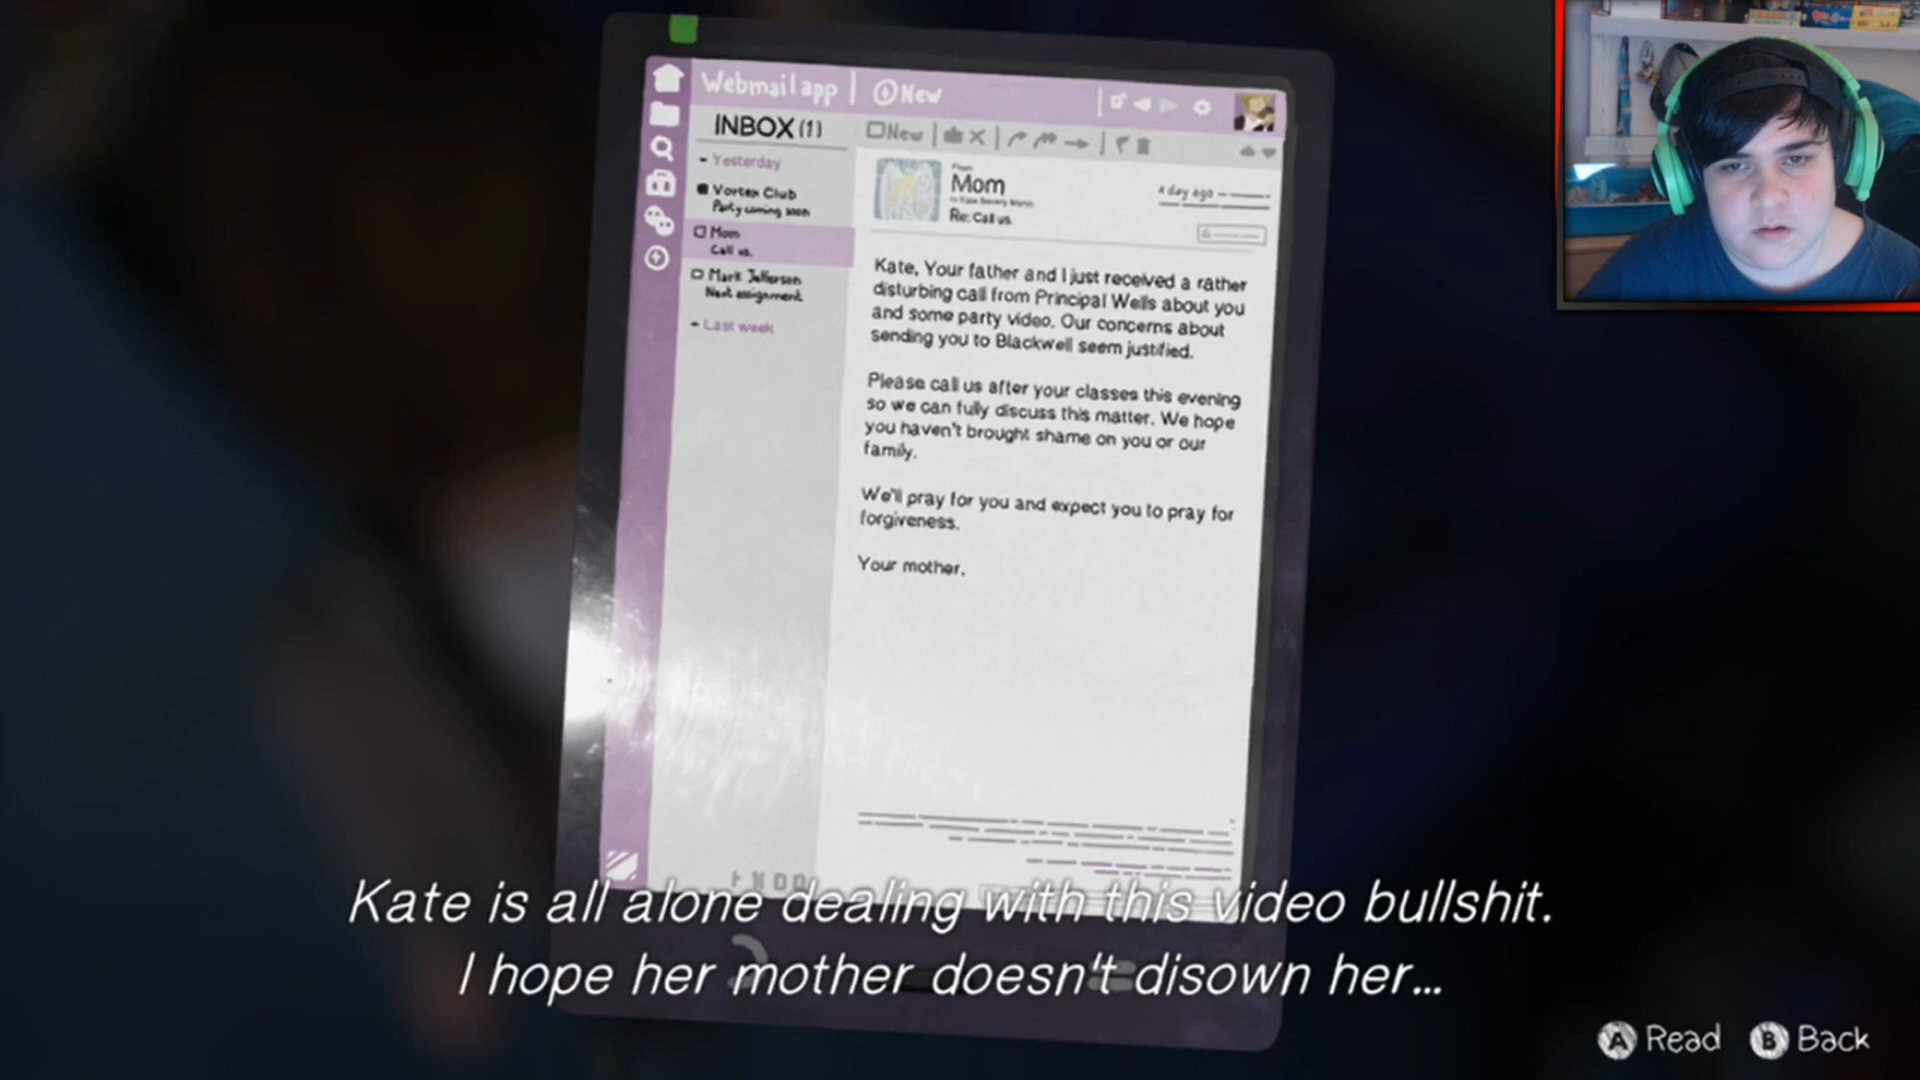 Webmail app | New
INBOX (1)
New
Yesterday
Vortex Club
Party coming soon
Mom
Call us.
Mark Jefferson
Next assignment
Last week
From
Mom
Re: Call us.
a day ago
Kate, Your father and I just received a rather
disturbing call from Principal Wells about you
and some party video. Our concerns about
sending you to Blackwell seem justified.
Please call us after your classes this evening
so we can fully discuss this matter. We hope
you haven't brought shame on you or our
family.
We'll pray for you and expect you to pray for
forgiveness.
Your mother.
Kate is all alone dealing with this video bullshit.
I hope her mother doesn't disown her...
A Read B Back